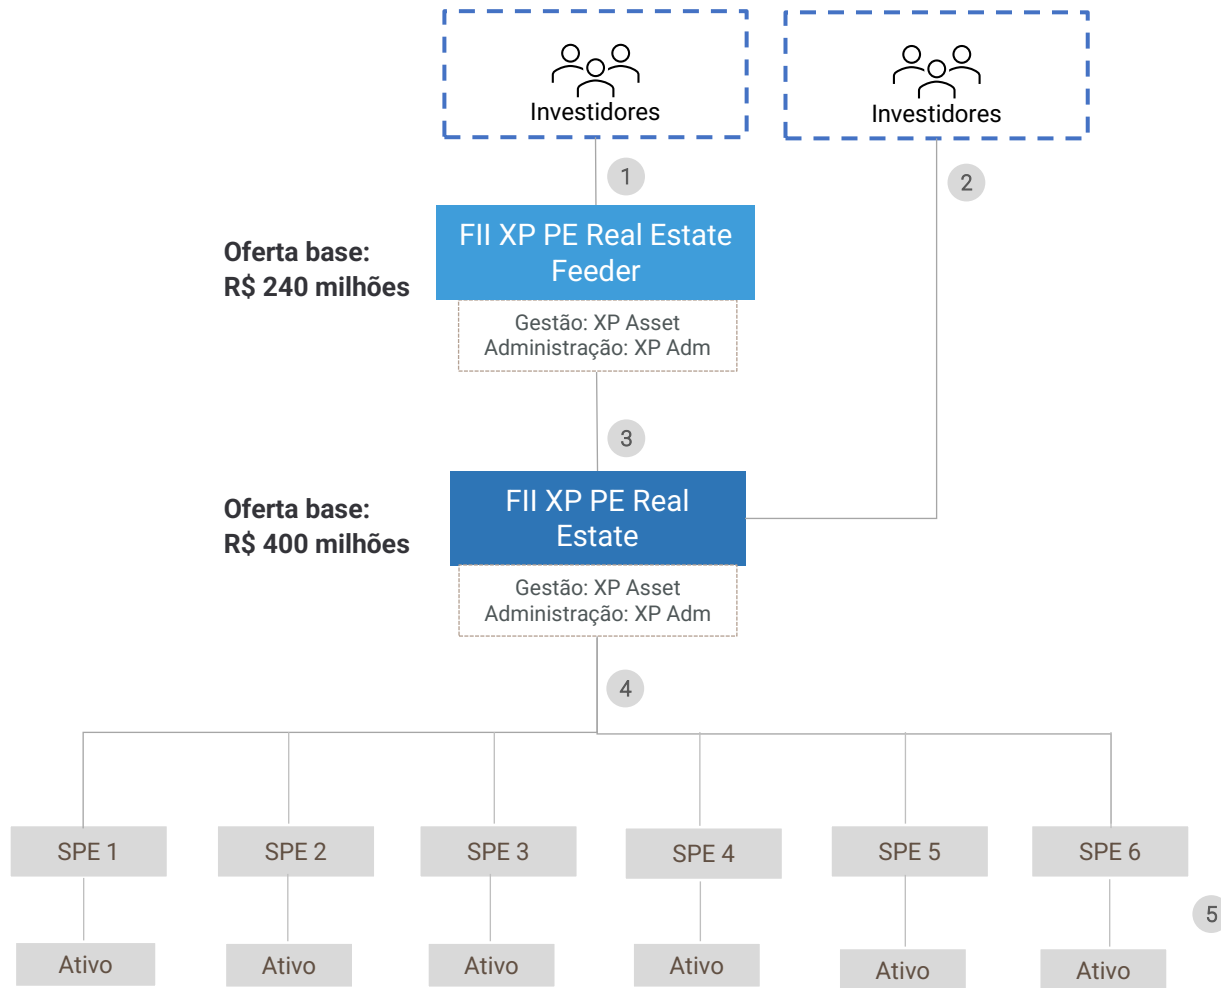 Investidores
Investidores
1
2
FII XP PE Real Estate
Feeder
Oferta base:
R$ 240 milhões
Gestão: XP Asset
Administração: XP Adm
3
FII XP PE Real
Estate
Oferta base:
R$ 400 milhões
Gestão: XP Asset
Administração: XP Adm
4
SPE 1
SPE 2
SPE 3
SPE 4
SPE 5
SPE 6
5
Ativo
Ativo
Ativo
Ativo
Ativo
Ativo